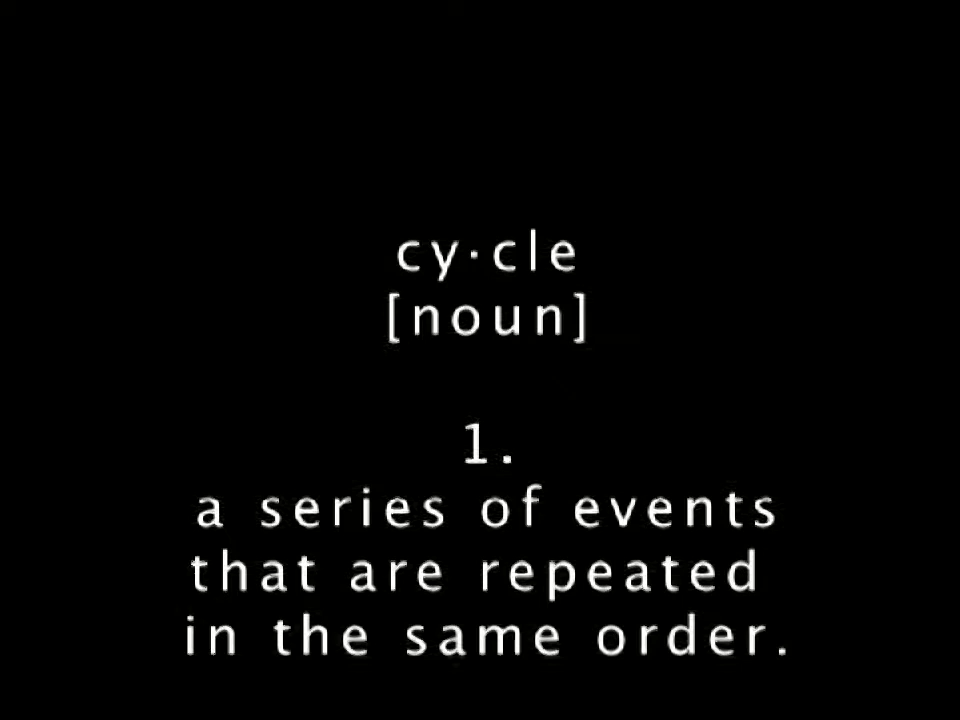 cy·cle
[noun]
1.
a series of events
that are repeated
in the same order.